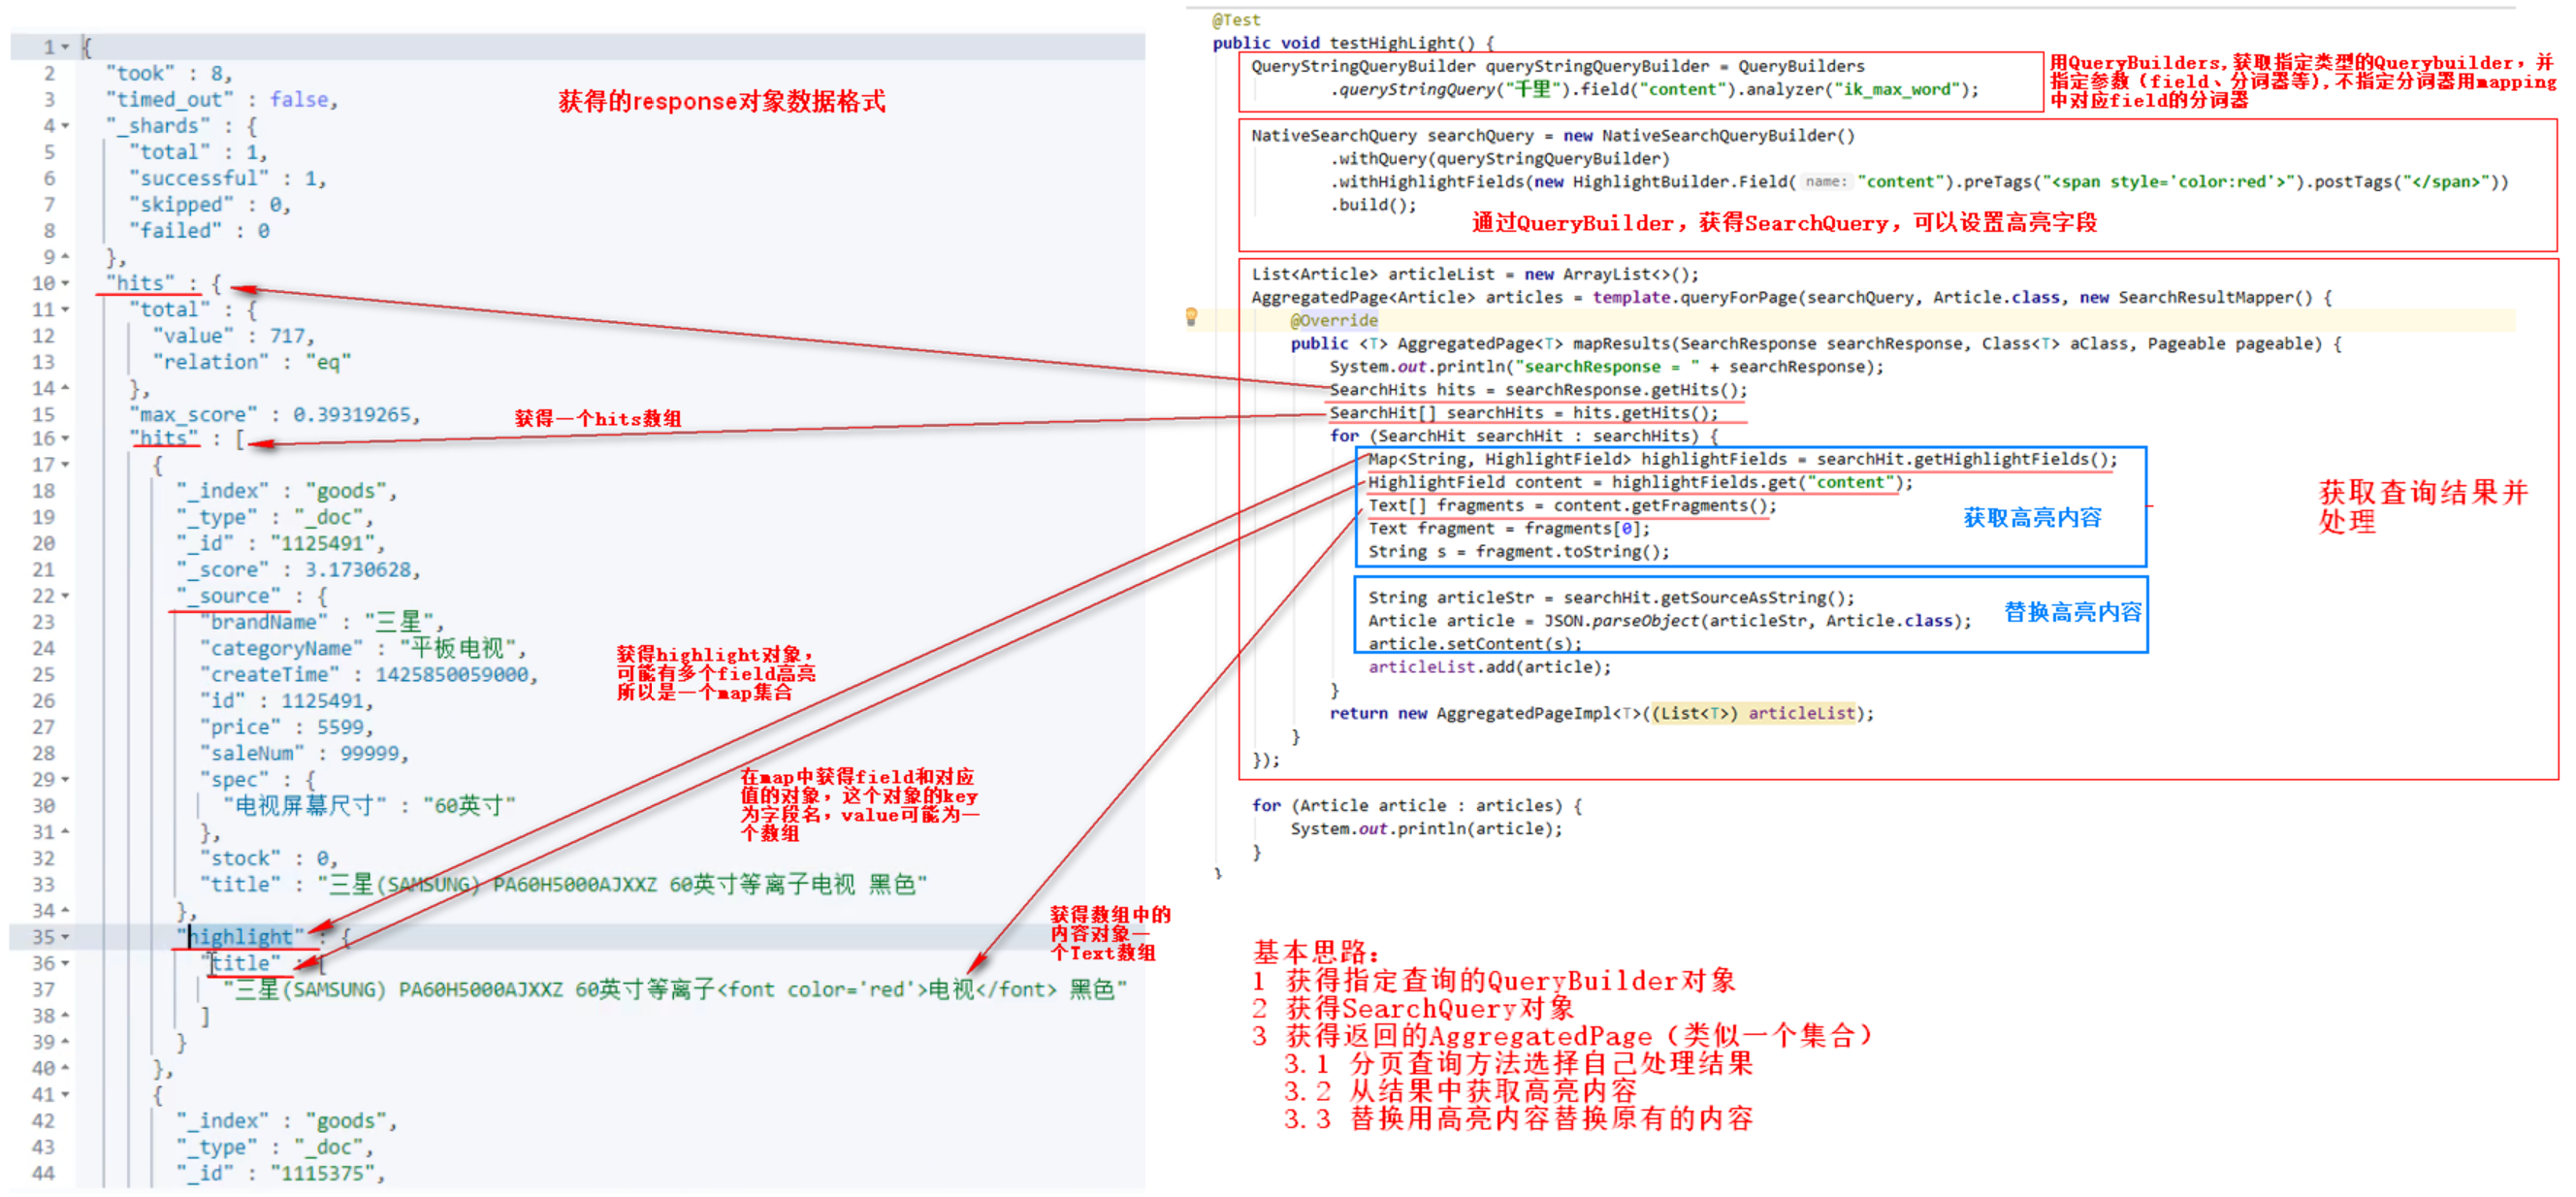 1 {
2 "took" : 8,
3 "timed_out" : false,
4 "_shards" : {
5 "total" : 1,
6 "successful" : 1,
7 "skipped" : 0,
8 "failed" : 0
9 },
10 "hits" : {
11 "total" : {
12 "value" : 717,
13 "relation" : "eq"
14 },
15 "max_score" : 0.39319265,
16 "hits" : [
17 {
18 "_index" : "goods",
19 "_type" : "_doc",
20 "_id" : "1125491",
21 "_score" : 3.1730628,
22 "_source" : {
23 "brandName" : "三星",
24 "categoryName" : "平板电视",
25 "createTime" : 1425850059000,
26 "id" : 1125491,
27 "price" : 5599,
28 "saleNum" : 99999,
29 "spec" : {
30 "电视屏幕尺寸" : "60英寸"
31 },
32 "stock" : 0,
33 "title" : "三星(SAMSUNG) PA60H5000AJXXZ 60英寸等离子电视 黑色"
34 },
35 "highlight" : {
36 "title" : [
37 "三星(SAMSUNG) PA60H5000AJXXZ 60英寸等离子<font color='red'>电视</font> 黑色"
38 ]
39 }
40 },
41 {
42 "_index" : "goods",
43 "_type" : "_doc",
44 "_id" : "1115375",
获得的response对象数据格式
获得一个hits数组
获得highlight对象，
可能有多个field高亮
所以是一个map集合
在map中获得field和对应
值的对象，这个对象的key
为字段名，value可能为一
个数组
获得数组中的
内容对象一
个Text数组
@Test
public void testHighLight() {
QueryStringQueryBuilder queryStringQueryBuilder = QueryBuilders
.queryStringQuery("千里").field("content").analyzer("ik_max_word");
用QueryBuilders,获取指定类型的Querybuilder，并
指定参数（field、分词器等）,不指定分词器用mapping
中对应field的分词器
NativeSearchQuery searchQuery = new NativeSearchQueryBuilder()
.withQuery(queryStringQueryBuilder)
.withHighlightFields(new HighlightBuilder.Field( name: "content").preTags("<span style='color:red'>").postTags("</span>"))
.build();
通过QueryBuilder，获得SearchQuery，可以设置高亮字段
List<Article> articleList = new ArrayList<>();
AggregatedPage<Article> articles = template.queryForPage(searchQuery, Article.class, new SearchResultMapper() {
@Override
public <T> AggregatedPage<T> mapResults(SearchResponse searchResponse, Class<T> aClass, Pageable pageable) {
System.out.println("searchResponse = " + searchResponse);
SearchHits hits = searchResponse.getHits();
SearchHit[] searchHits = hits.getHits();
for (SearchHit searchHit : searchHits) {
Map<String, HighlightField> highlightFields = searchHit.getHighlightFields();
HighlightField content = highlightFields.get("content");
Text[] fragments = content.getFragments();
Text fragment = fragments[0];
String s = fragment.toString();
获取高亮内容
获取查询结果并
处理
String articleStr = searchHit.getSourceAsString();
Article article = JSON.parseObject(articleStr, Article.class);
article.setContent(s);
替换高亮内容
articleList.add(article);
}
return new AggregatedPageImpl<T>((List<T>) articleList);
}
});
for (Article article : articles) {
System.out.println(article);
}
}
基本思路：
1 获得指定查询的QueryBuilder对象
2 获得SearchQuery对象
3 获得返回的AggregatedPage（类似一个集合）
3.1 分页查询方法选择自己处理结果
3.2 从结果中获取高亮内容
3.3 替换用高亮内容替换原有的内容